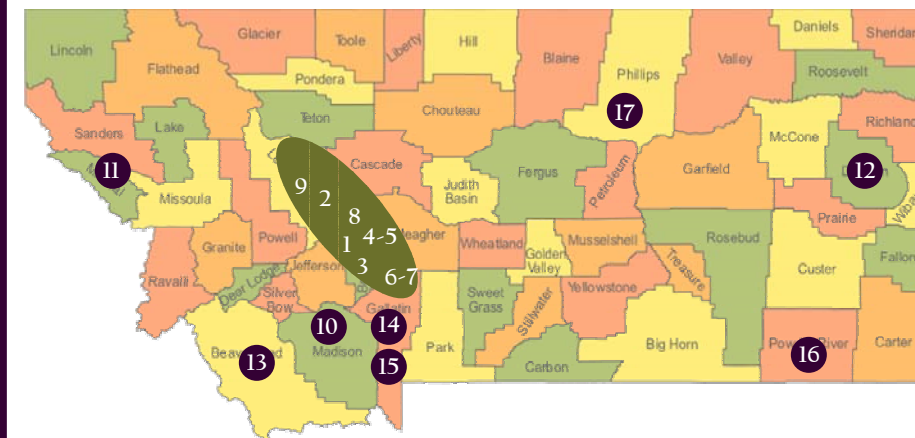 Lincoln
Flathead
Glacier
Toole
Liberty
Hill
Blaine
Phillips
Valley
Daniels
Sheridan
Roosevelt
Pondera
Teton
Chouteau
Sanders
Lake
Missoula
Cascade
Judith
Basin
Fergus
Petroleum
Garfield
McCone
Richland
Prairie
Granite
Powell
Jefferson
Wheatland
Golden
Valley
Musselshell
Treasure
Rosebud
Custer
Fallon
Ravalli
Deer Lodge
Silver
Bow
Gallatin
Sweet
Grass
Stillwater
Yellowstone
Madison
Park
Carbon
Big Horn
Carter
9
2
8
1
4-5
3
6-7
10
11
12
13
14
15
16
17